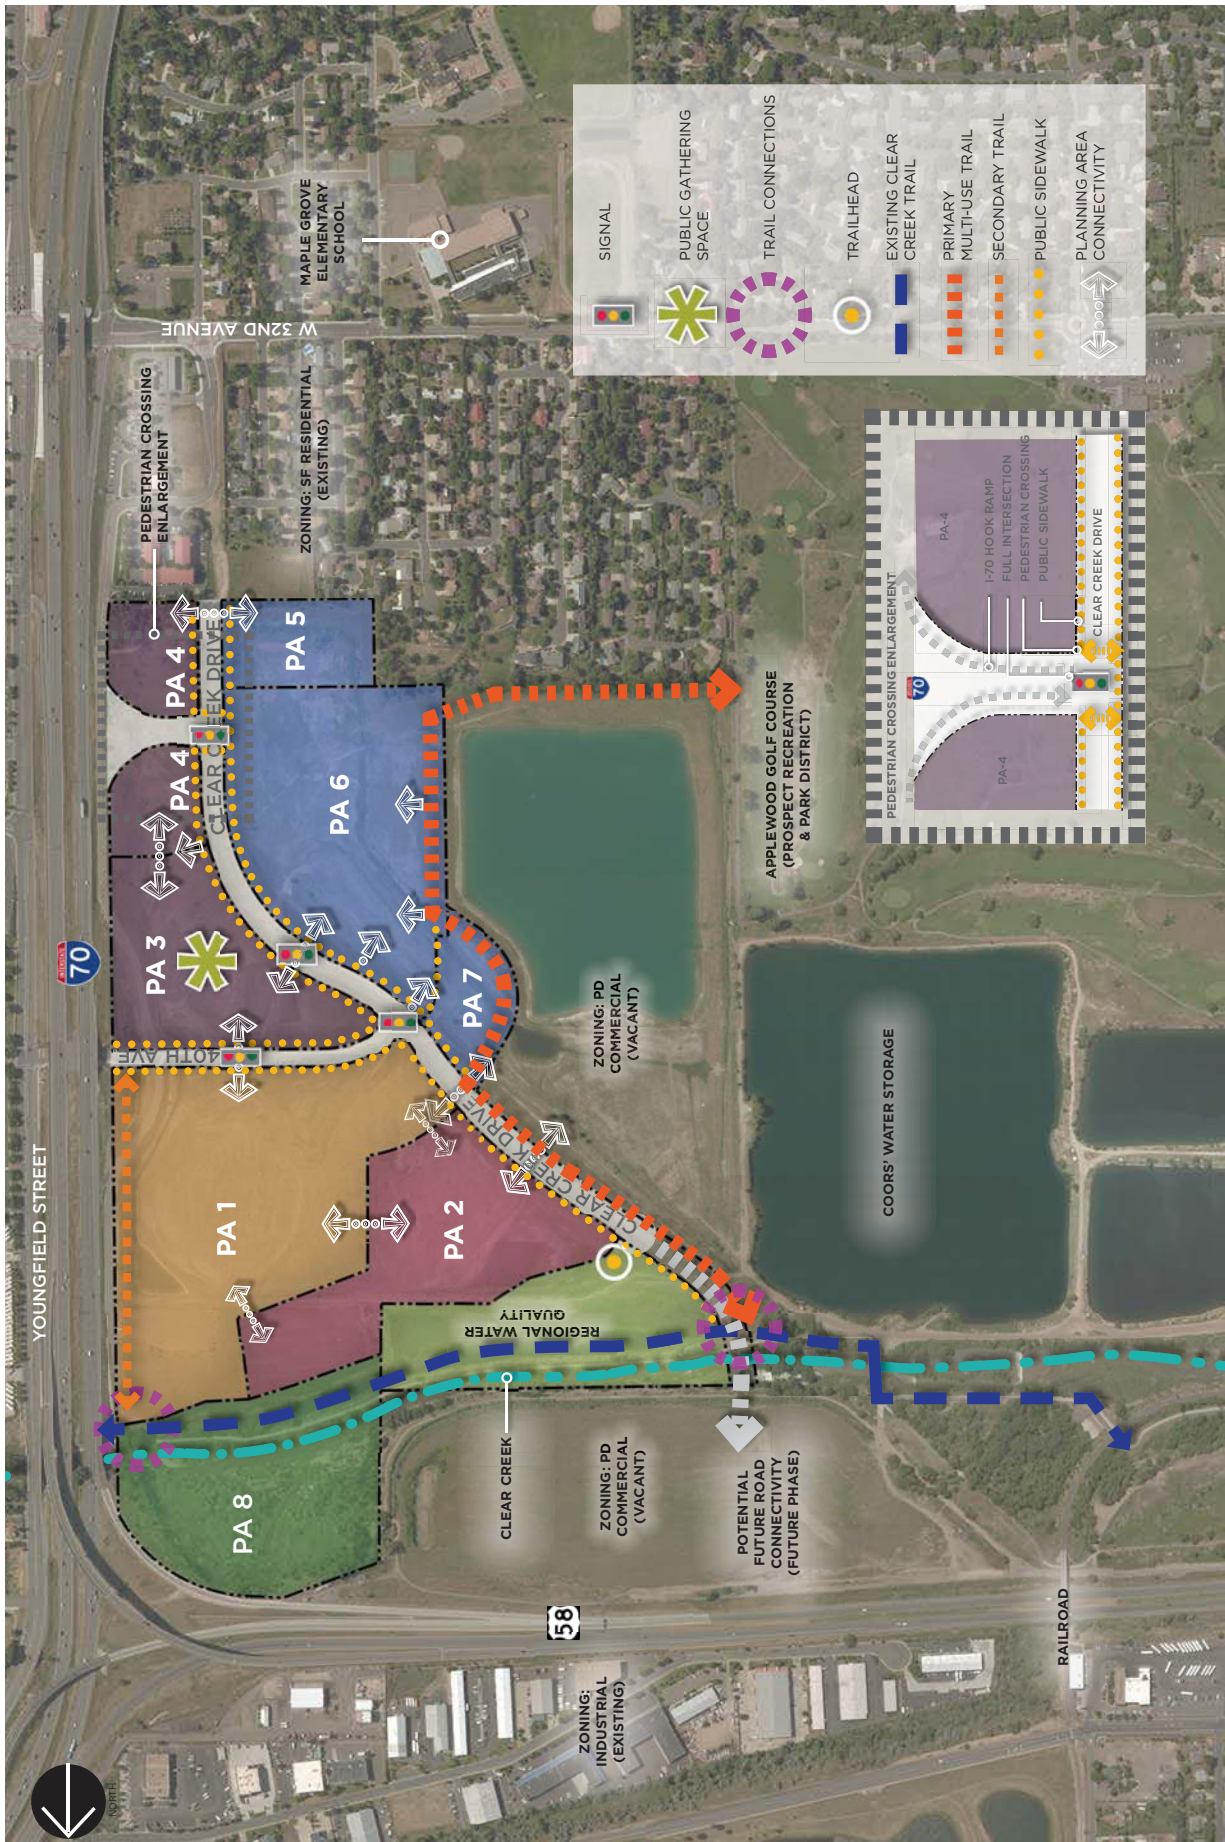 SIGNAL
PUBLIC GATHERING
SPACE
TRAIL CONNECTIONS
TRAILHEAD
EXISTING CLEAR
CREEK TRAIL
PRIMARY
MULTI-USE TRAIL
SECONDARY TRAIL
PUBLIC SIDEWALK
PLANNING AREA
CONNECTIVITY
MAPLE GROVE
ELEMENTARY
SCHOOL
W 32ND AVENUE
PEDESTRIAN CROSSING
ENLARGEMENT
ZONING: SF RESIDENTIAL
(EXISTING)
PA 4
PA 5
CLEAR CREEK DRIVE
PA 4
PA 6
PA 3
INTERSTATE
70
PA 7
40TH AVE
YOUNGFIELD STREET
PA 1
PA 2
CLEAR CREEK DRIVE
REGIONAL WATER
QUALITY
PA 8
CLEAR CREEK
ZONING: PD
COMMERCIAL
(VACANT)
ZONING: PD
COMMERCIAL
(VACANT)
POTENTIAL
FUTURE ROAD
CONNECTIVITY
(FUTURE PHASE)
APPLEWOOD GOLF COURSE
(PROSPECT RECREATION
& PARK DISTRICT)
COORS' WATER STORAGE
PEDESTRIAN CROSSING ENLARGEMENT
70
PA-4
PA-4
I-70 HOOK RAMP
FULL INTERSECTION
PEDESTRIAN CROSSING
PUBLIC SIDEWALK
CLEAR CREEK DRIVE
58
ZONING:
INDUSTRIAL
(EXISTING)
RAILROAD
NORTH